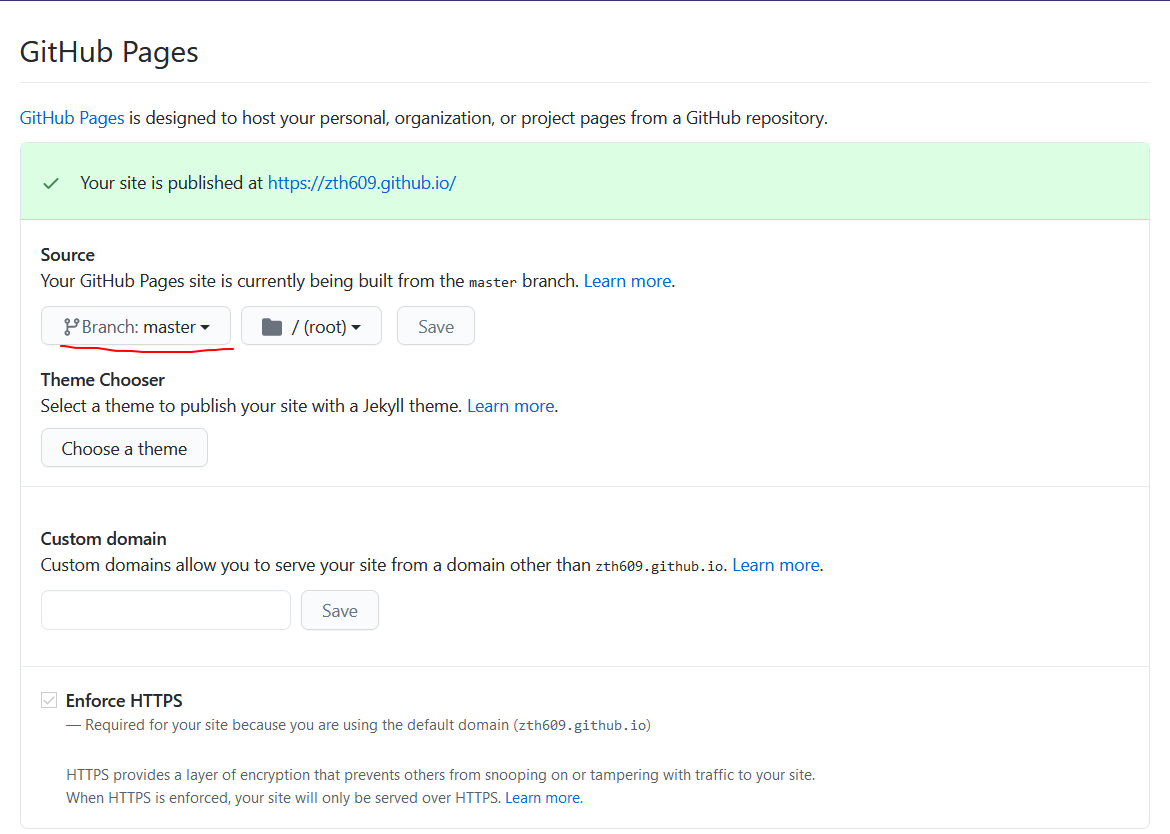 GitHub Pages
GitHub Pages is designed to host your personal, organization, or project pages from a GitHub repository.
Your site is published at https://zth609.github.io/
Source
Your GitHub Pages site is currently being built from the master branch. Learn more.
Branch: master / (root) Save
Theme Chooser
Select a theme to publish your site with a Jekyll theme. Learn more.
Choose a theme
Custom domain
Custom domains allow you to serve your site from a domain other than zth609.github.io. Learn more.
Save
Enforce HTTPS
— Required for your site because you are using the default domain (zth609.github.io)
HTTPS provides a layer of encryption that prevents others from snooping on or tampering with traffic to your site.
When HTTPS is enforced, your site will only be served over HTTPS. Learn more.